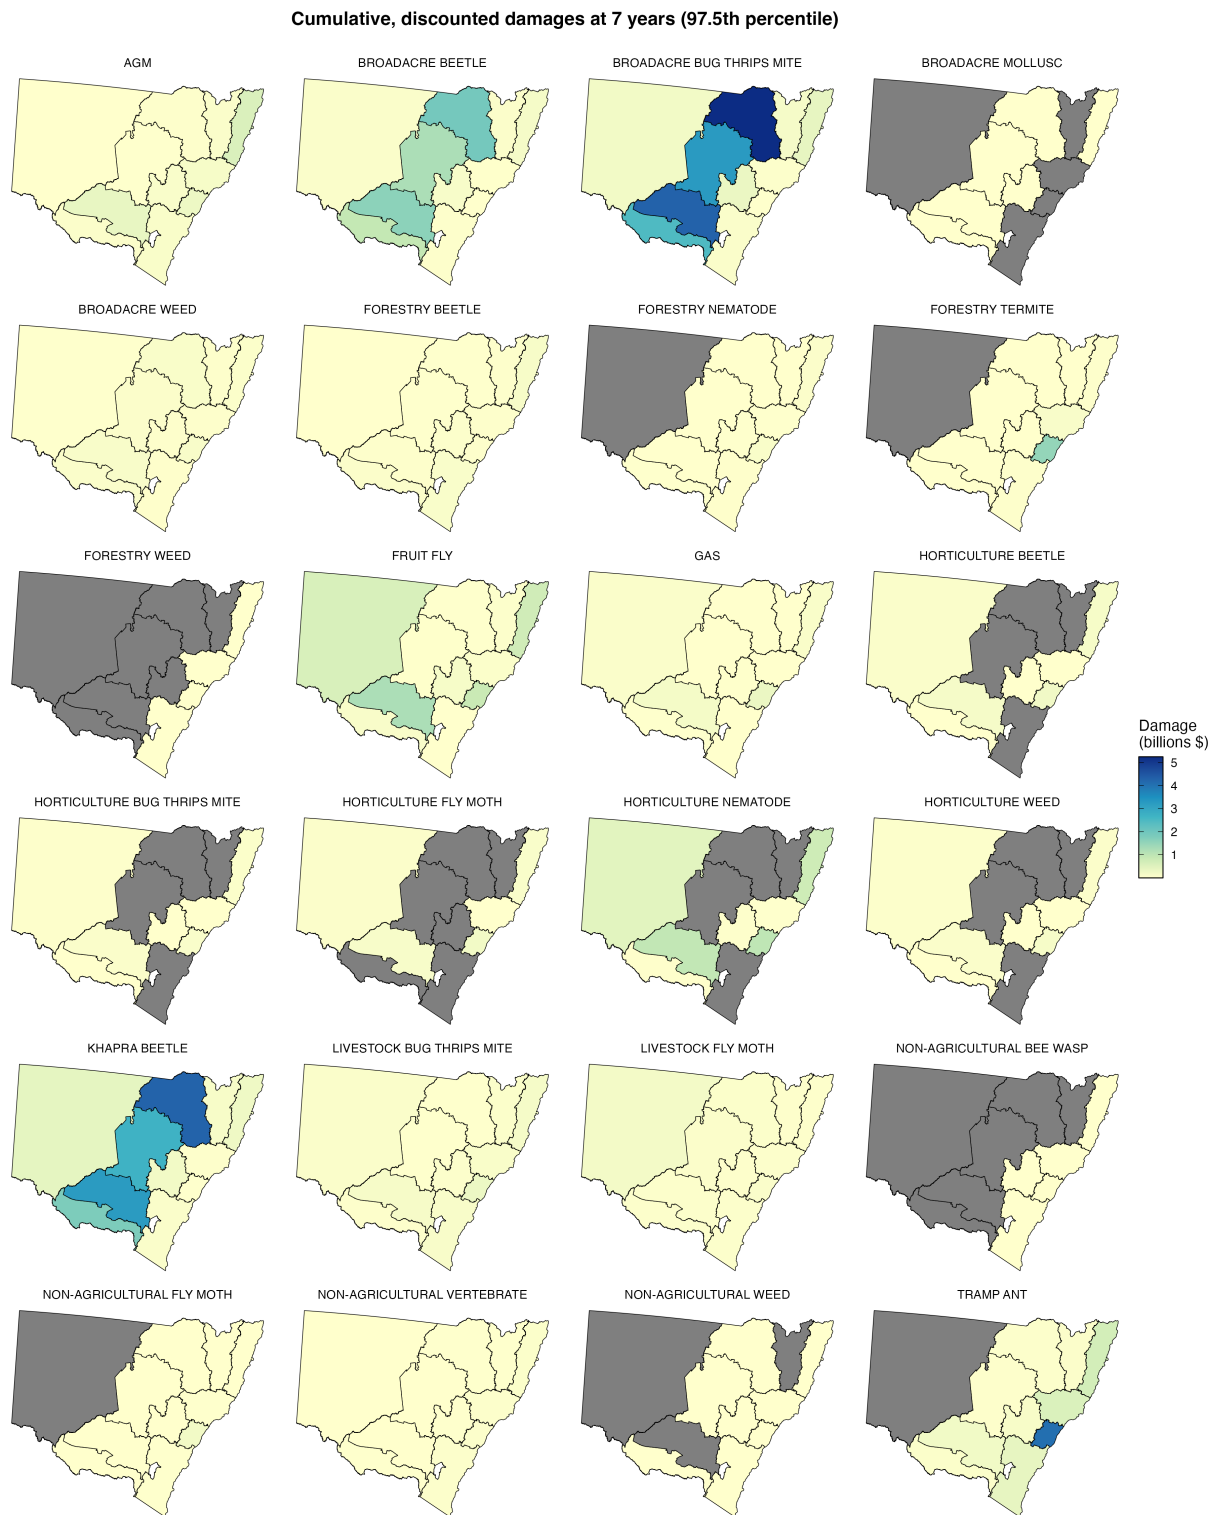 Cumulative, discounted damages at 7 years (97.5th percentile)
AGM
BROADACRE BEETLE
BROADACRE BUG THRIPS MITE
BROADACRE MOLLUSC
BROADACRE WEED
FORESTRY BEETLE
FORESTRY NEMATODE
FORESTRY TERMITE
FORESTRY WEED
FRUIT FLY
GAS
HORTICULTURE BEETLE
HORTICULTURE BUG THRIPS MITE
HORTICULTURE FLY MOTH
HORTICULTURE NEMATODE
HORTICULTURE WEED
KHAPRA BEETLE
LIVESTOCK BUG THRIPS MITE
LIVESTOCK FLY MOTH
NON-AGRICULTURAL BEE WASP
NON-AGRICULTURAL FLY MOTH
NON-AGRICULTURAL VERTEBRATE
NON-AGRICULTURAL WEED
TRAMP ANT
Damage
(billions $)
5
4
3
2
1